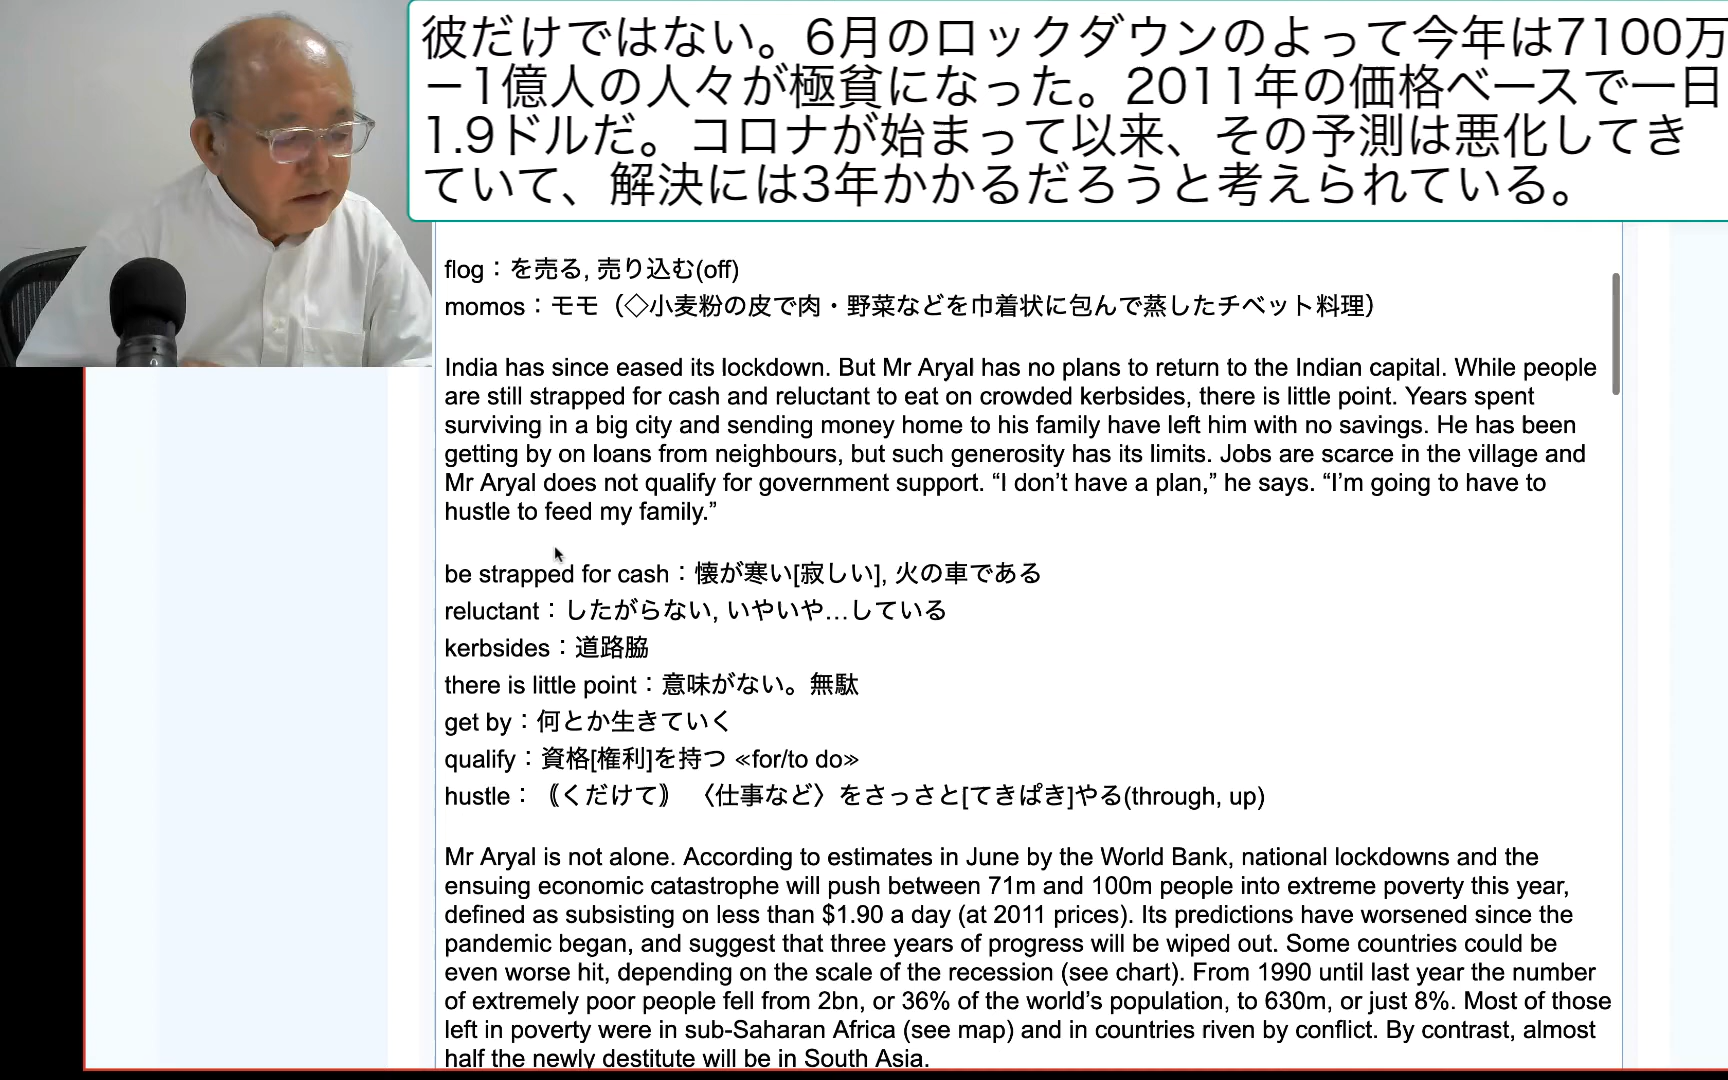 彼だけではない。6月のロックダウンのよって今年は7100万
－1億人の人々が極貧になった。2011年の価格ベースで一日
1.9ドルだ。コロナが始まって以来、その予測は悪化してき
ていて、解決には3年かかるだろうと考えられている。
flog：を売る, 売り込む(off)
momos：モモ（◇小麦粉の皮で肉・野菜などを巾着状に包んで蒸したチベット料理）
India has since eased its lockdown. But Mr Aryal has no plans to return to the Indian capital. While people
are still strapped for cash and reluctant to eat on crowded kerbsides, there is little point. Years spent
surviving in a big city and sending money home to his family have left him with no savings. He has been
getting by on loans from neighbours, but such generosity has its limits. Jobs are scarce in the village and
Mr Aryal does not qualify for government support. “I don’t have a plan,” he says. “I’m going to have to
hustle to feed my family.”
be strapped for cash：懐が寒い[寂しい], 火の車である
reluctant：したがらない, いやいや…している
kerbsides：道路脇
there is little point：意味がない。無駄
get by：何とか生きていく
qualify：資格[権利]を持つ ≪for/to do≫
hustle：⦅くだけて⦆ 〈仕事など〉をさっさと[てきぱき]やる(through, up)
Mr Aryal is not alone. According to estimates in June by the World Bank, national lockdowns and the
ensuing economic catastrophe will push between 71m and 100m people into extreme poverty this year,
defined as subsisting on less than $1.90 a day (at 2011 prices). Its predictions have worsened since the
pandemic began, and suggest that three years of progress will be wiped out. Some countries could be
even worse hit, depending on the scale of the recession (see chart). From 1990 until last year the number
of extremely poor people fell from 2bn, or 36% of the world’s population, to 630m, or just 8%. Most of those
left in poverty were in sub-Saharan Africa (see map) and in countries riven by conflict. By contrast, almost
half the newly destitute will be in South Asia.